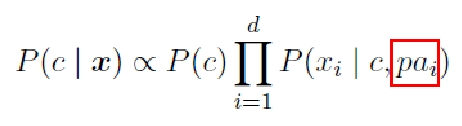 P(c | x) ∝ P(c) ∏_{i=1}^{d} P(x_i | c, pa_i)